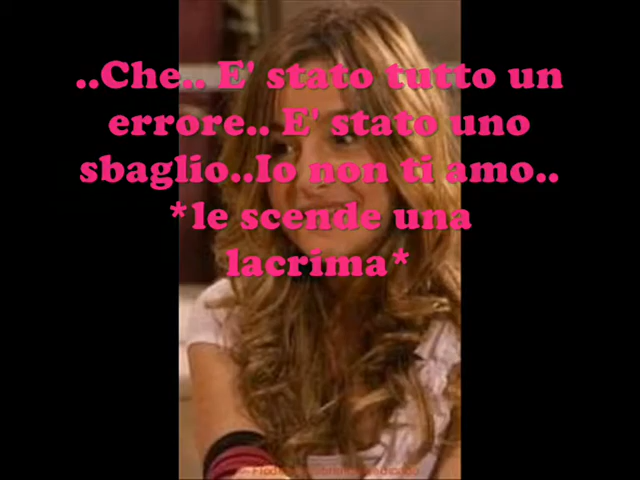 ..Che.. E' stato tutto un
errore.. E' stato uno
sbaglio..Io non ti amo..
*le scende una
lacrima*